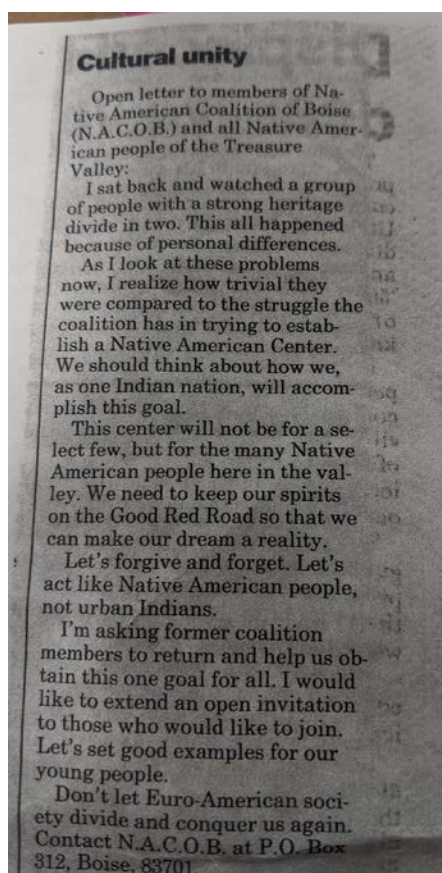 Cultural unity
Open letter to members of Na-
tive American Coalition of Boise
(N.A.C.O.B.) and all Native Amer-
ican people of the Treasure
Valley:
I sat back and watched a group
of people with a strong heritage
divide in two. This all happened
because of personal differences.
As I look at these problems
now, I realize how trivial they
were compared to the struggle the
coalition has in trying to estab-
lish a Native American Center.
We should think about how we,
as one Indian nation, will accom-
plish this goal.
This center will not be for a se-
lect few, but for the many Native
American people here in the val-
ley. We need to keep our spirits
on the Good Red Road so that we
can make our dream a reality.
Let's forgive and forget. Let's
act like Native American people,
not urban Indians.
I'm asking former coalition
members to return and help us ob-
tain this one goal for all. I would
like to extend an open invitation
to those who would like to join.
Let's set good examples for our
young people.
Don't let Euro-American soci-
ety divide and conquer us again.
Contact N.A.C.O.B. at P.O. Box
312, Boise, 83701